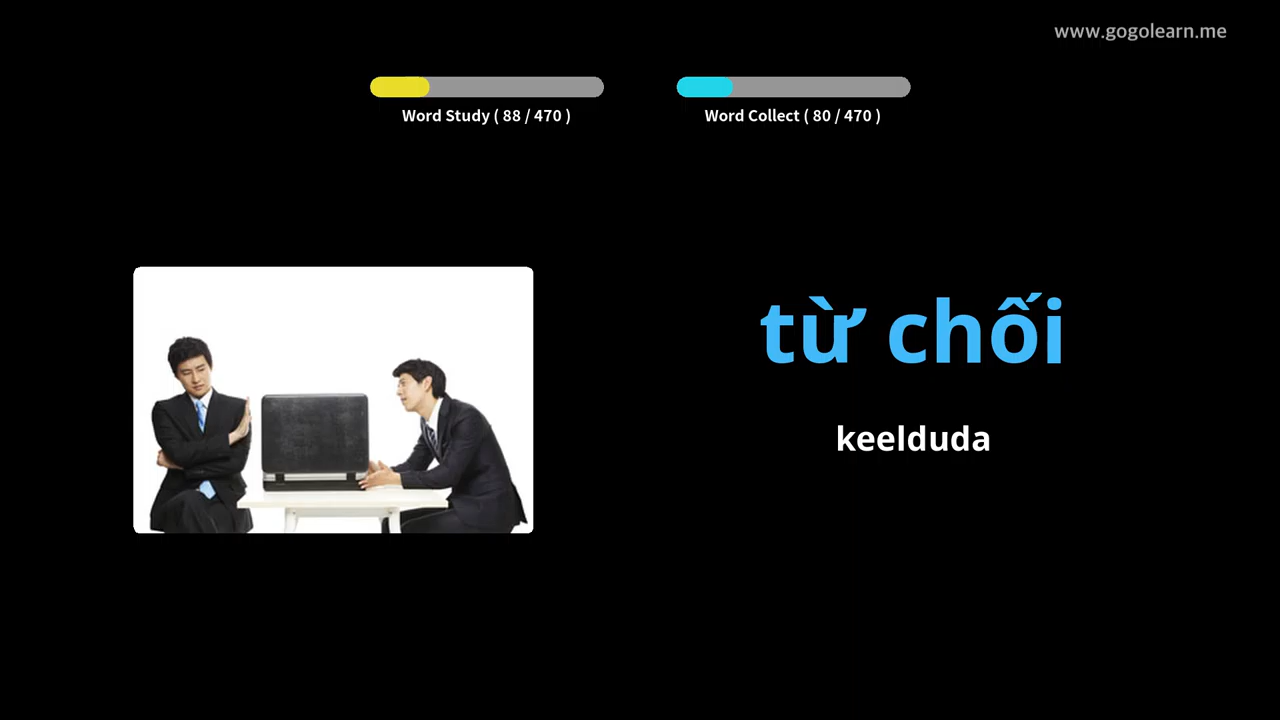 www.gogolearn.me
Word Study ( 88 / 470 )
Word Collect ( 80 / 470 )
từ chối
keelduda